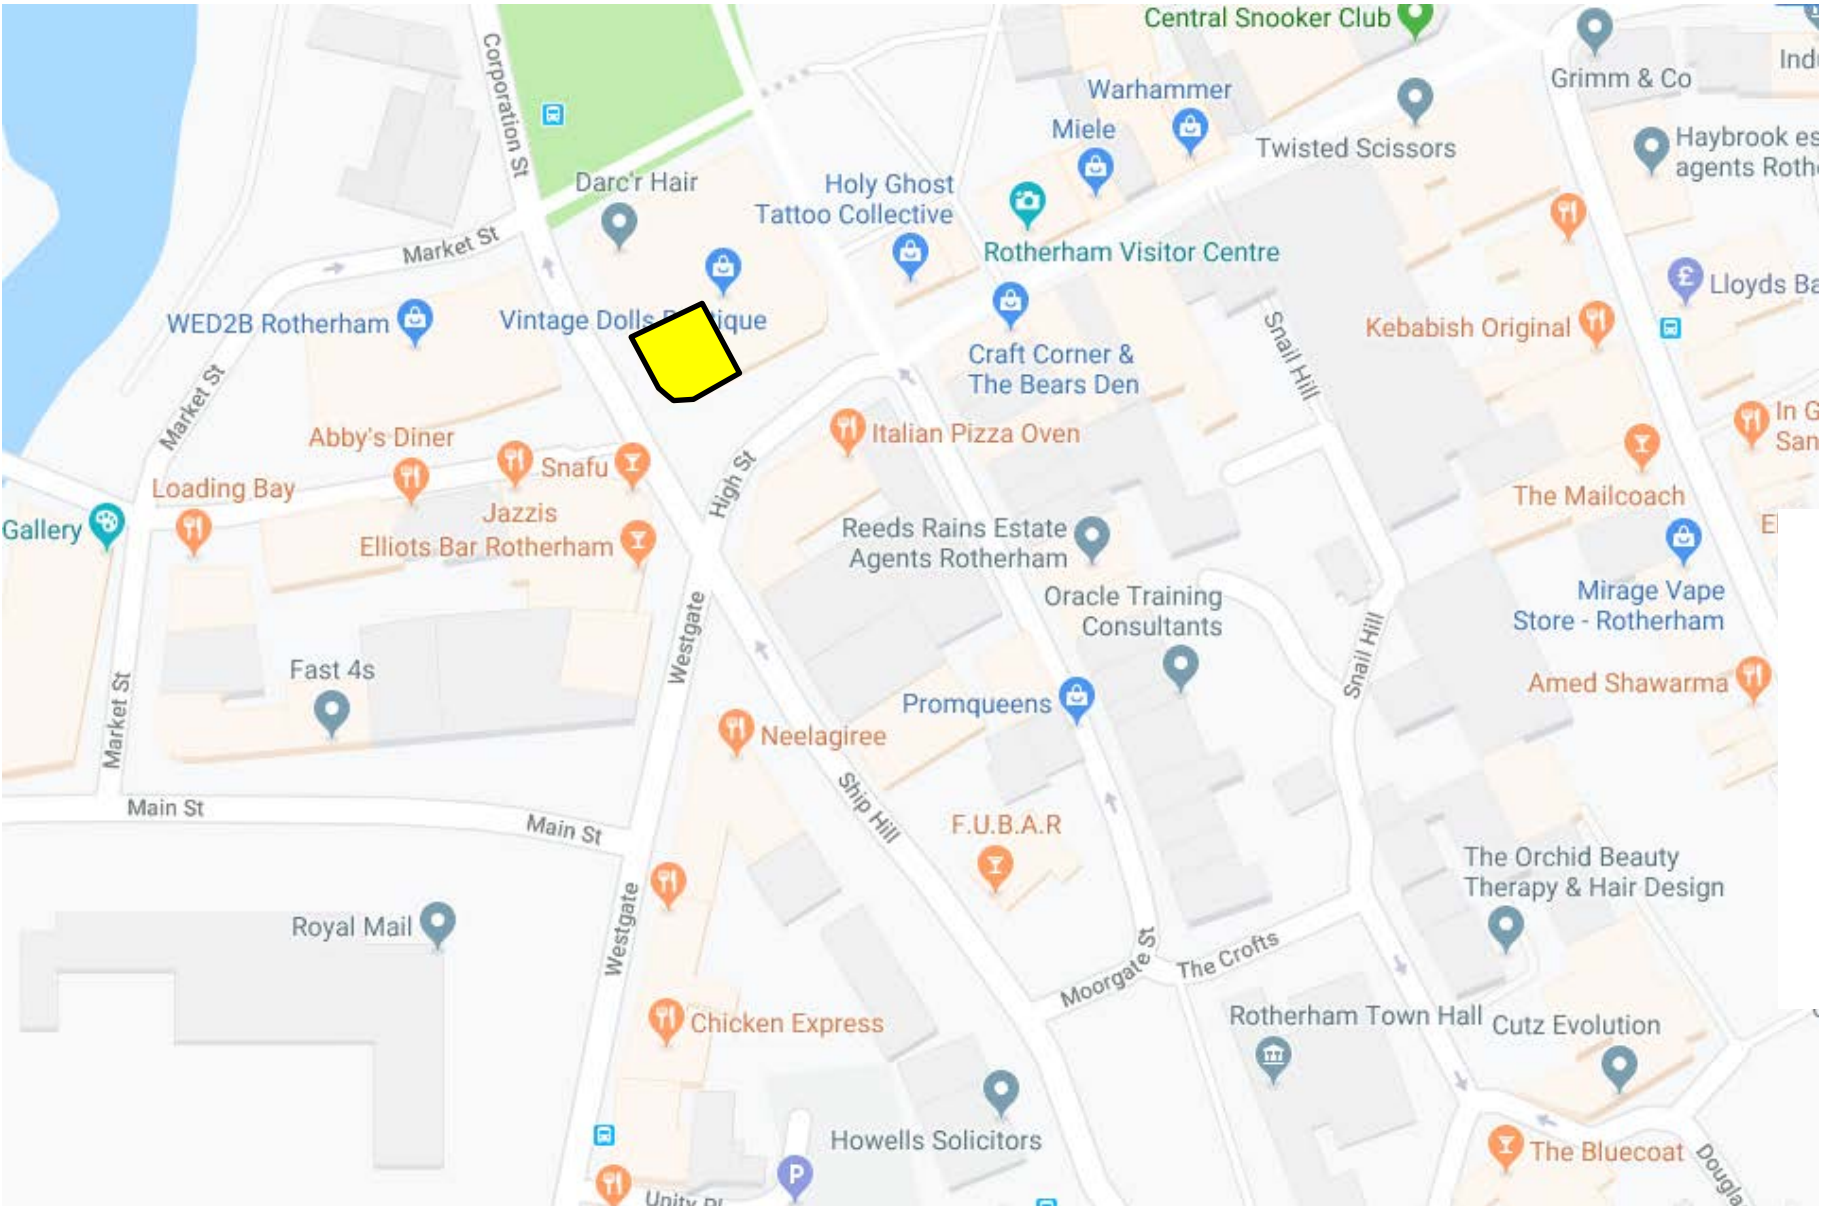 Central Snooker Club
Corporation St
Grimm & Co
Warhammer
Miele
Twisted Scissors
Haybrook
agents
Darc'r Hair
Holy Ghost
Tattoo Collective
Market St
Rotherham Visitor Centre
Lloyds
WED2B Rotherham
Vintage Dolls
Kebabish Original
Snail Hill
Craft Corner &
The Bears Den
Market St
Abby's Diner
Italian Pizza Oven
In
Snafu
High St
Loading Bay
The Mailcoach
Gallery
Jazzis
Elliots Bar Rotherham
Reeds Rains Estate
Agents Rotherham
Mirage Vape
Store - Rotherham
Oracle Training
Consultants
Westgate
Snail Hill
Fast 4s
Amed Shawarma
Market St
Promqueens
Neelagiree
Main St
Main St
Ship Hill
F.U.B.A.R
The Orchid Beauty
Therapy & Hair Design
Royal Mail
Westgate
Moorgate St
The Crofts
Rotherham Town Hall
Chicken Express
Cutz Evolution
Howells Solicitors
The Bluecoat
P